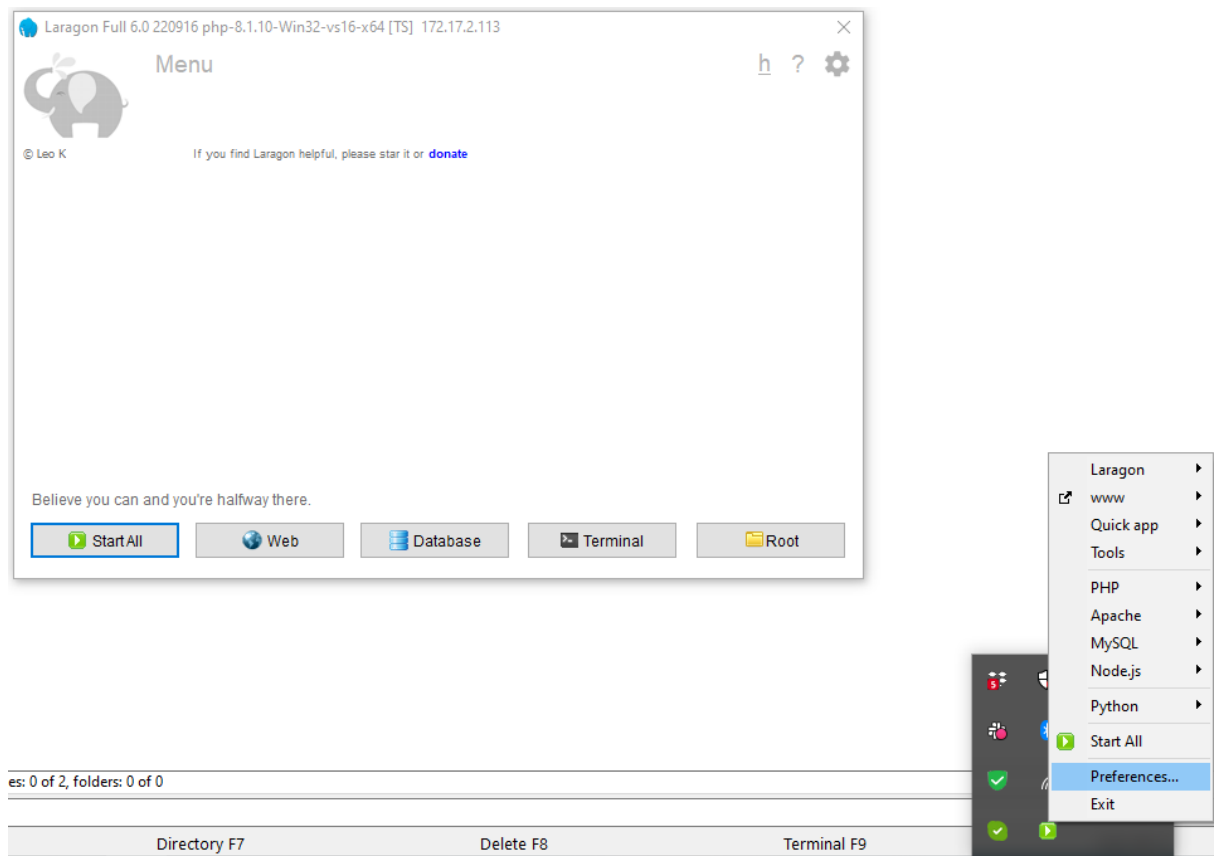 Laragon Full 6.0 220916 php-8.1.10-Win32-vs16-x64 [TS] 172.17.2.113
Menu
h ?
© Leo K
If you find Laragon helpful, please star it or donate
Believe you can and you're halfway there.
Start All
Web
Database
Terminal
Root
Laragon
www
Quick app
Tools
PHP
Apache
MySQL
Node.js
Python
Start All
Preferences...
Exit
5
es: 0 of 2, folders: 0 of 0
Directory F7
Delete F8
Terminal F9